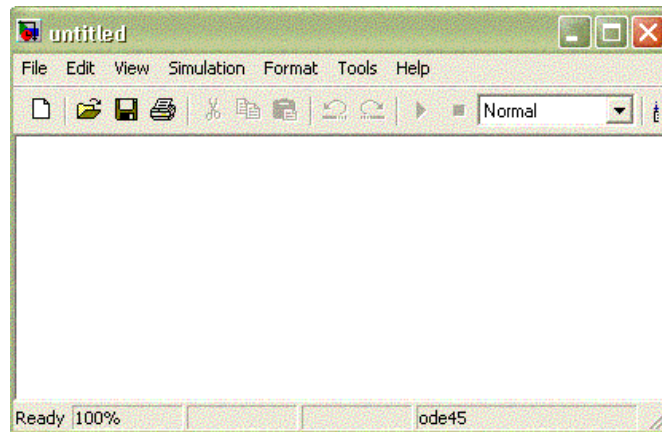 untitled
File Edit View Simulation Format Tools Help
Normal
Ready 100% ode45